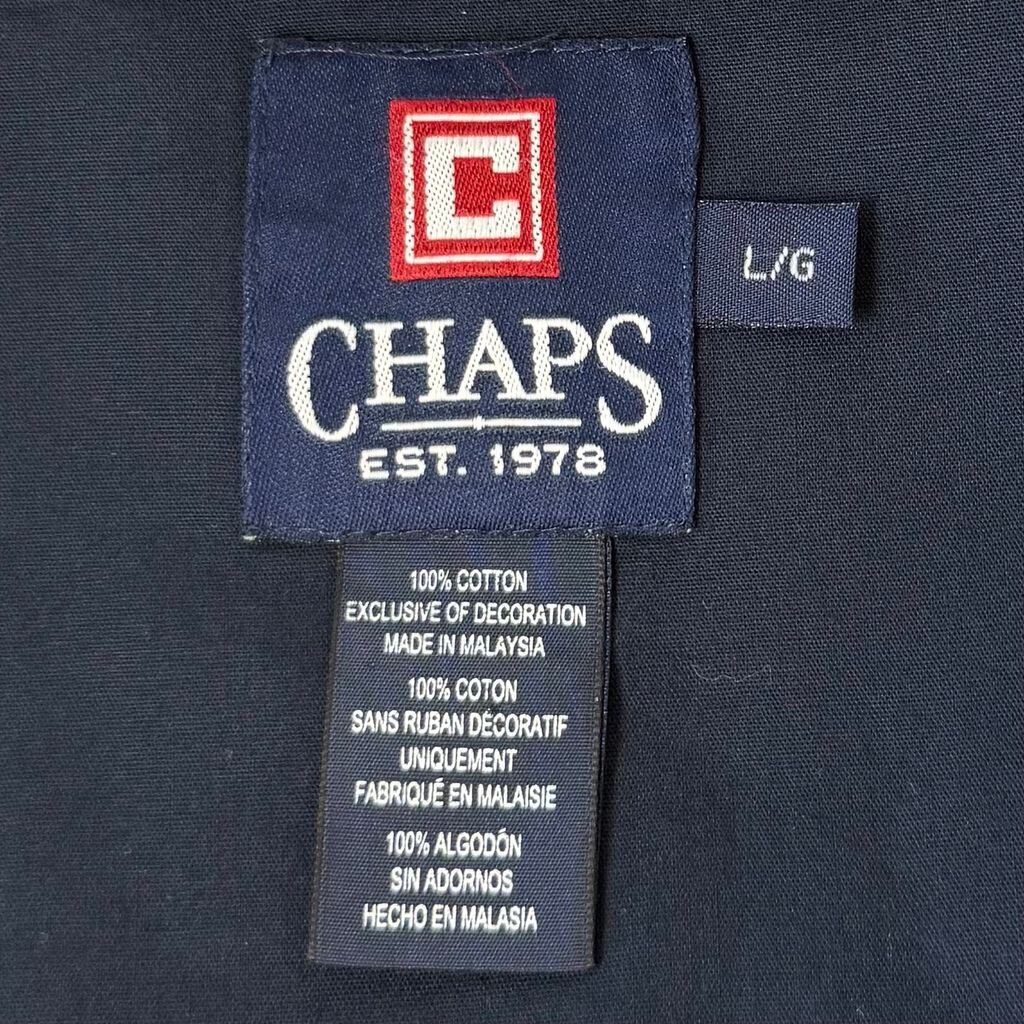 C
CHAPS
EST. 1978
L/G
100% COTTON
EXCLUSIVE OF DECORATION
MADE IN MALAYSIA
100% COTON
SANS RUBAN DÉCORATIF
UNIQUEMENT
FABRIQUÉ EN MALAISIE
100% ALGODÓN
SIN ADORNOS
HECHO EN MALASIA